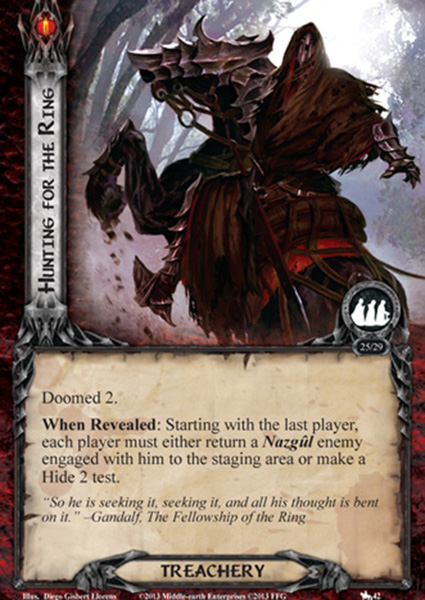 HUNTING FOR THE RING
25/29
Doomed 2.
When Revealed: Starting with the last player,
each player must either return a Nazgûl enemy
engaged with him to the staging area or make a
Hide 2 test.
“So he is seeking it, seeking it, and all his thought is bent
on it.” –Gandalf, The Fellowship of the Ring
TREACHERY
Illus. Diego Gisbert Llorens ©2013 Middle-earth Enterprises ©2013 FFG 42